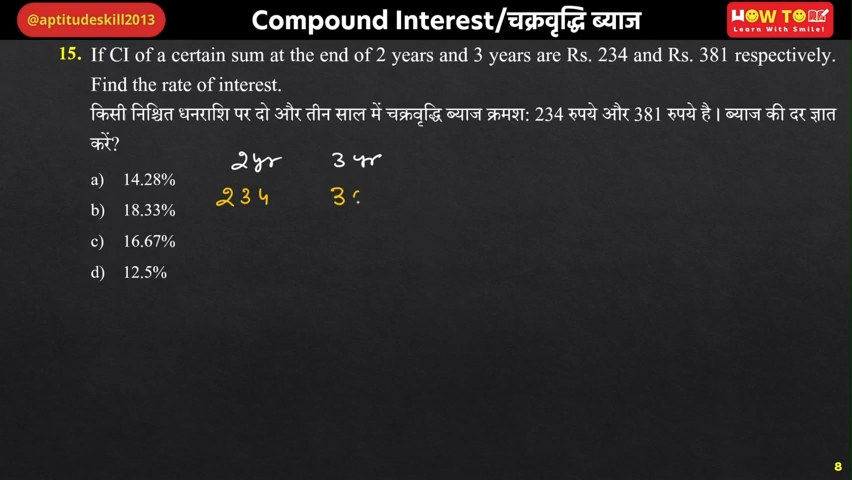 @aptitudeskill2013
Compound Interest/चक्रवृद्धि ब्याज
HOW TO
Learn With Smile!
15. If CI of a certain sum at the end of 2 years and 3 years are Rs. 234 and Rs. 381 respectively.
Find the rate of interest.
किसी निश्चित धनराशि पर दो और तीन साल में चक्रवृद्धि ब्याज क्रमश: 234 रुपये और 381 रुपये है। ब्याज की दर ज्ञात
करें?
2yr 3 yr
a) 14.28%
234 3
b) 18.33%
c) 16.67%
d) 12.5%
8